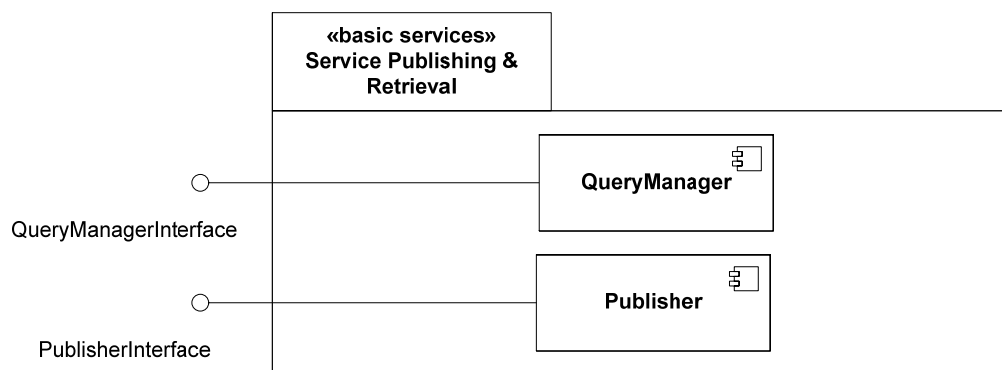 «basic services»
Service Publishing &
Retrieval
QueryManager
QueryManagerInterface
Publisher
PublisherInterface